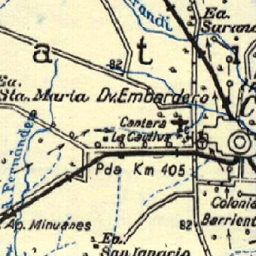 Ea.
Saran
a t
82
Ea.
Sta. Maria
Dv. Embarcadero
C
Cantera
La Cautiva
Pda Km 405
Colonia
Barrient
Ap. Minuanes
Ea.
San Ignacio
82